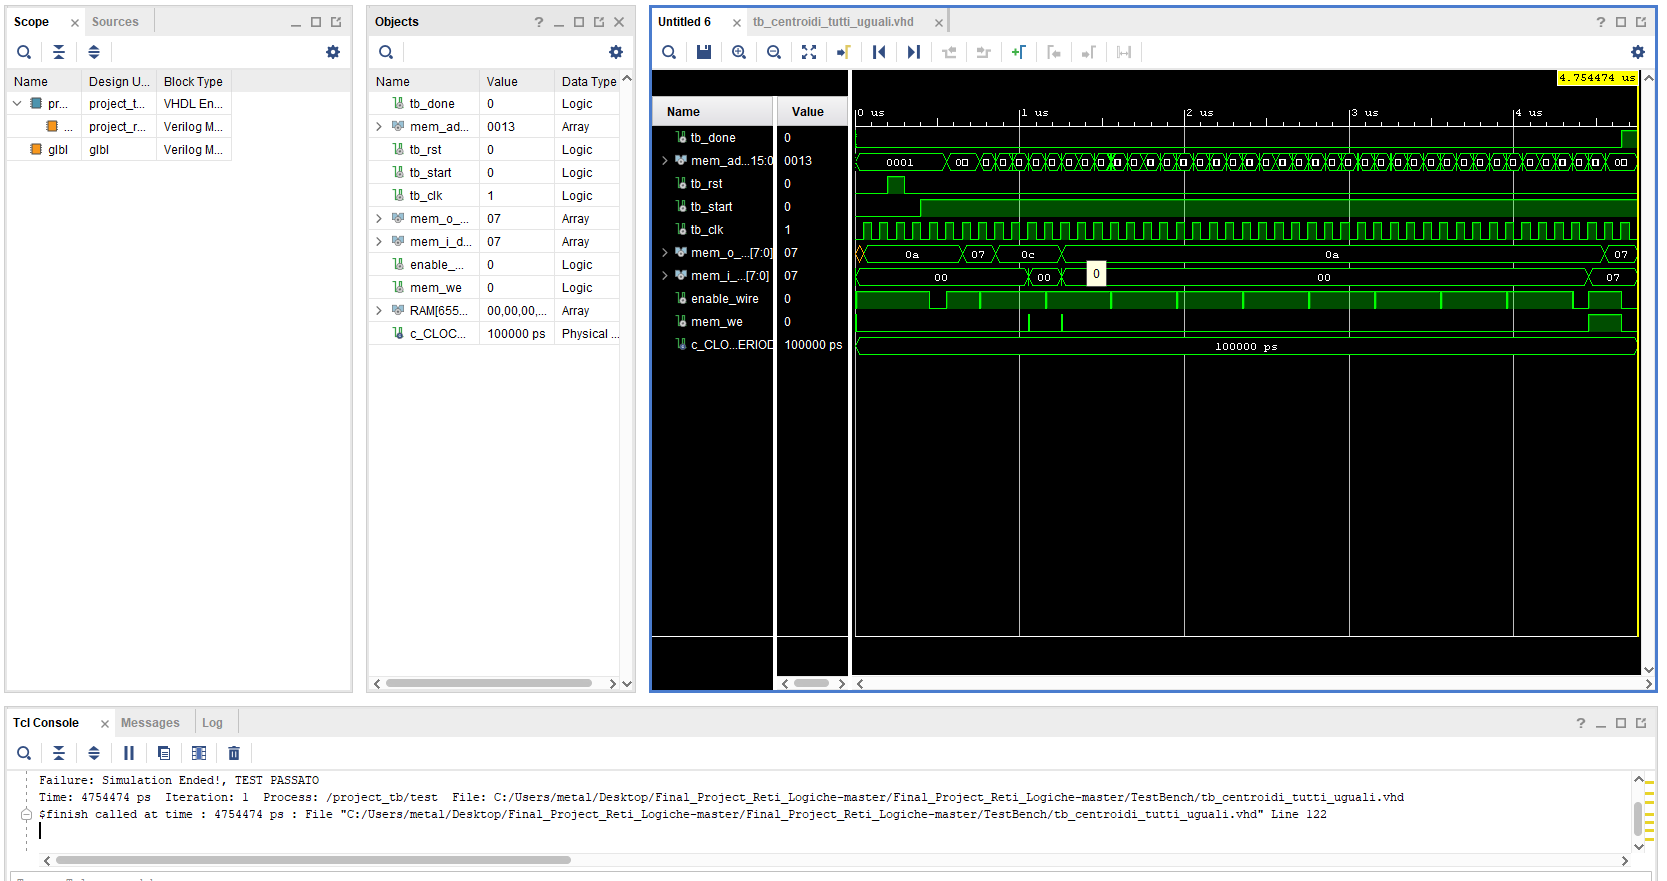 Scope
Sources
Name Design U... Block Type
pr... project_t... VHDL En...
... project_r... Verilog M...
glbl glbl Verilog M...
Objects
Name Value Data Type
tb_done 0 Logic
mem_ad... 0013 Array
tb_rst 0 Logic
tb_start 0 Logic
tb_clk 1 Logic
mem_o_... 07 Array
mem_i_d... 07 Array
enable_... 0 Logic
mem_we 0 Logic
RAM[655... 00,00,00,... Array
c_CLOC... 100000 ps Physical ...
Untitled 6
tb_centroidi_tutti_uguali.vhd
4.754474 us
Name Value
0 us 1 us 2 us 3 us 4 us
tb_done 0
mem_ad...15:0 0013 0001
tb_rst 0
tb_start 0
tb_clk 1
mem_o_...[7:0] 07 0a 07 0c 0a 07
mem_i_...[7:0] 07 00 00 00 07
0
enable_wire 0
mem_we 0
c_CLO...ERIOD 100000 ps 100000 ps
Tcl Console
Messages
Log
Failure: Simulation Ended!, TEST PASSATO
Time: 4754474 ps  Iteration: 1  Process: /project_tb/test  File: C:/Users/metal/Desktop/Final_Project_Reti_Logiche-master/Final_Project_Reti_Logiche-master/TestBench/tb_centroidi_tutti_uguali.vhd
$finish called at time : 4754474 ps : File "C:/Users/metal/Desktop/Final_Project_Reti_Logiche-master/Final_Project_Reti_Logiche-master/TestBench/tb_centroidi_tutti_uguali.vhd" Line 122